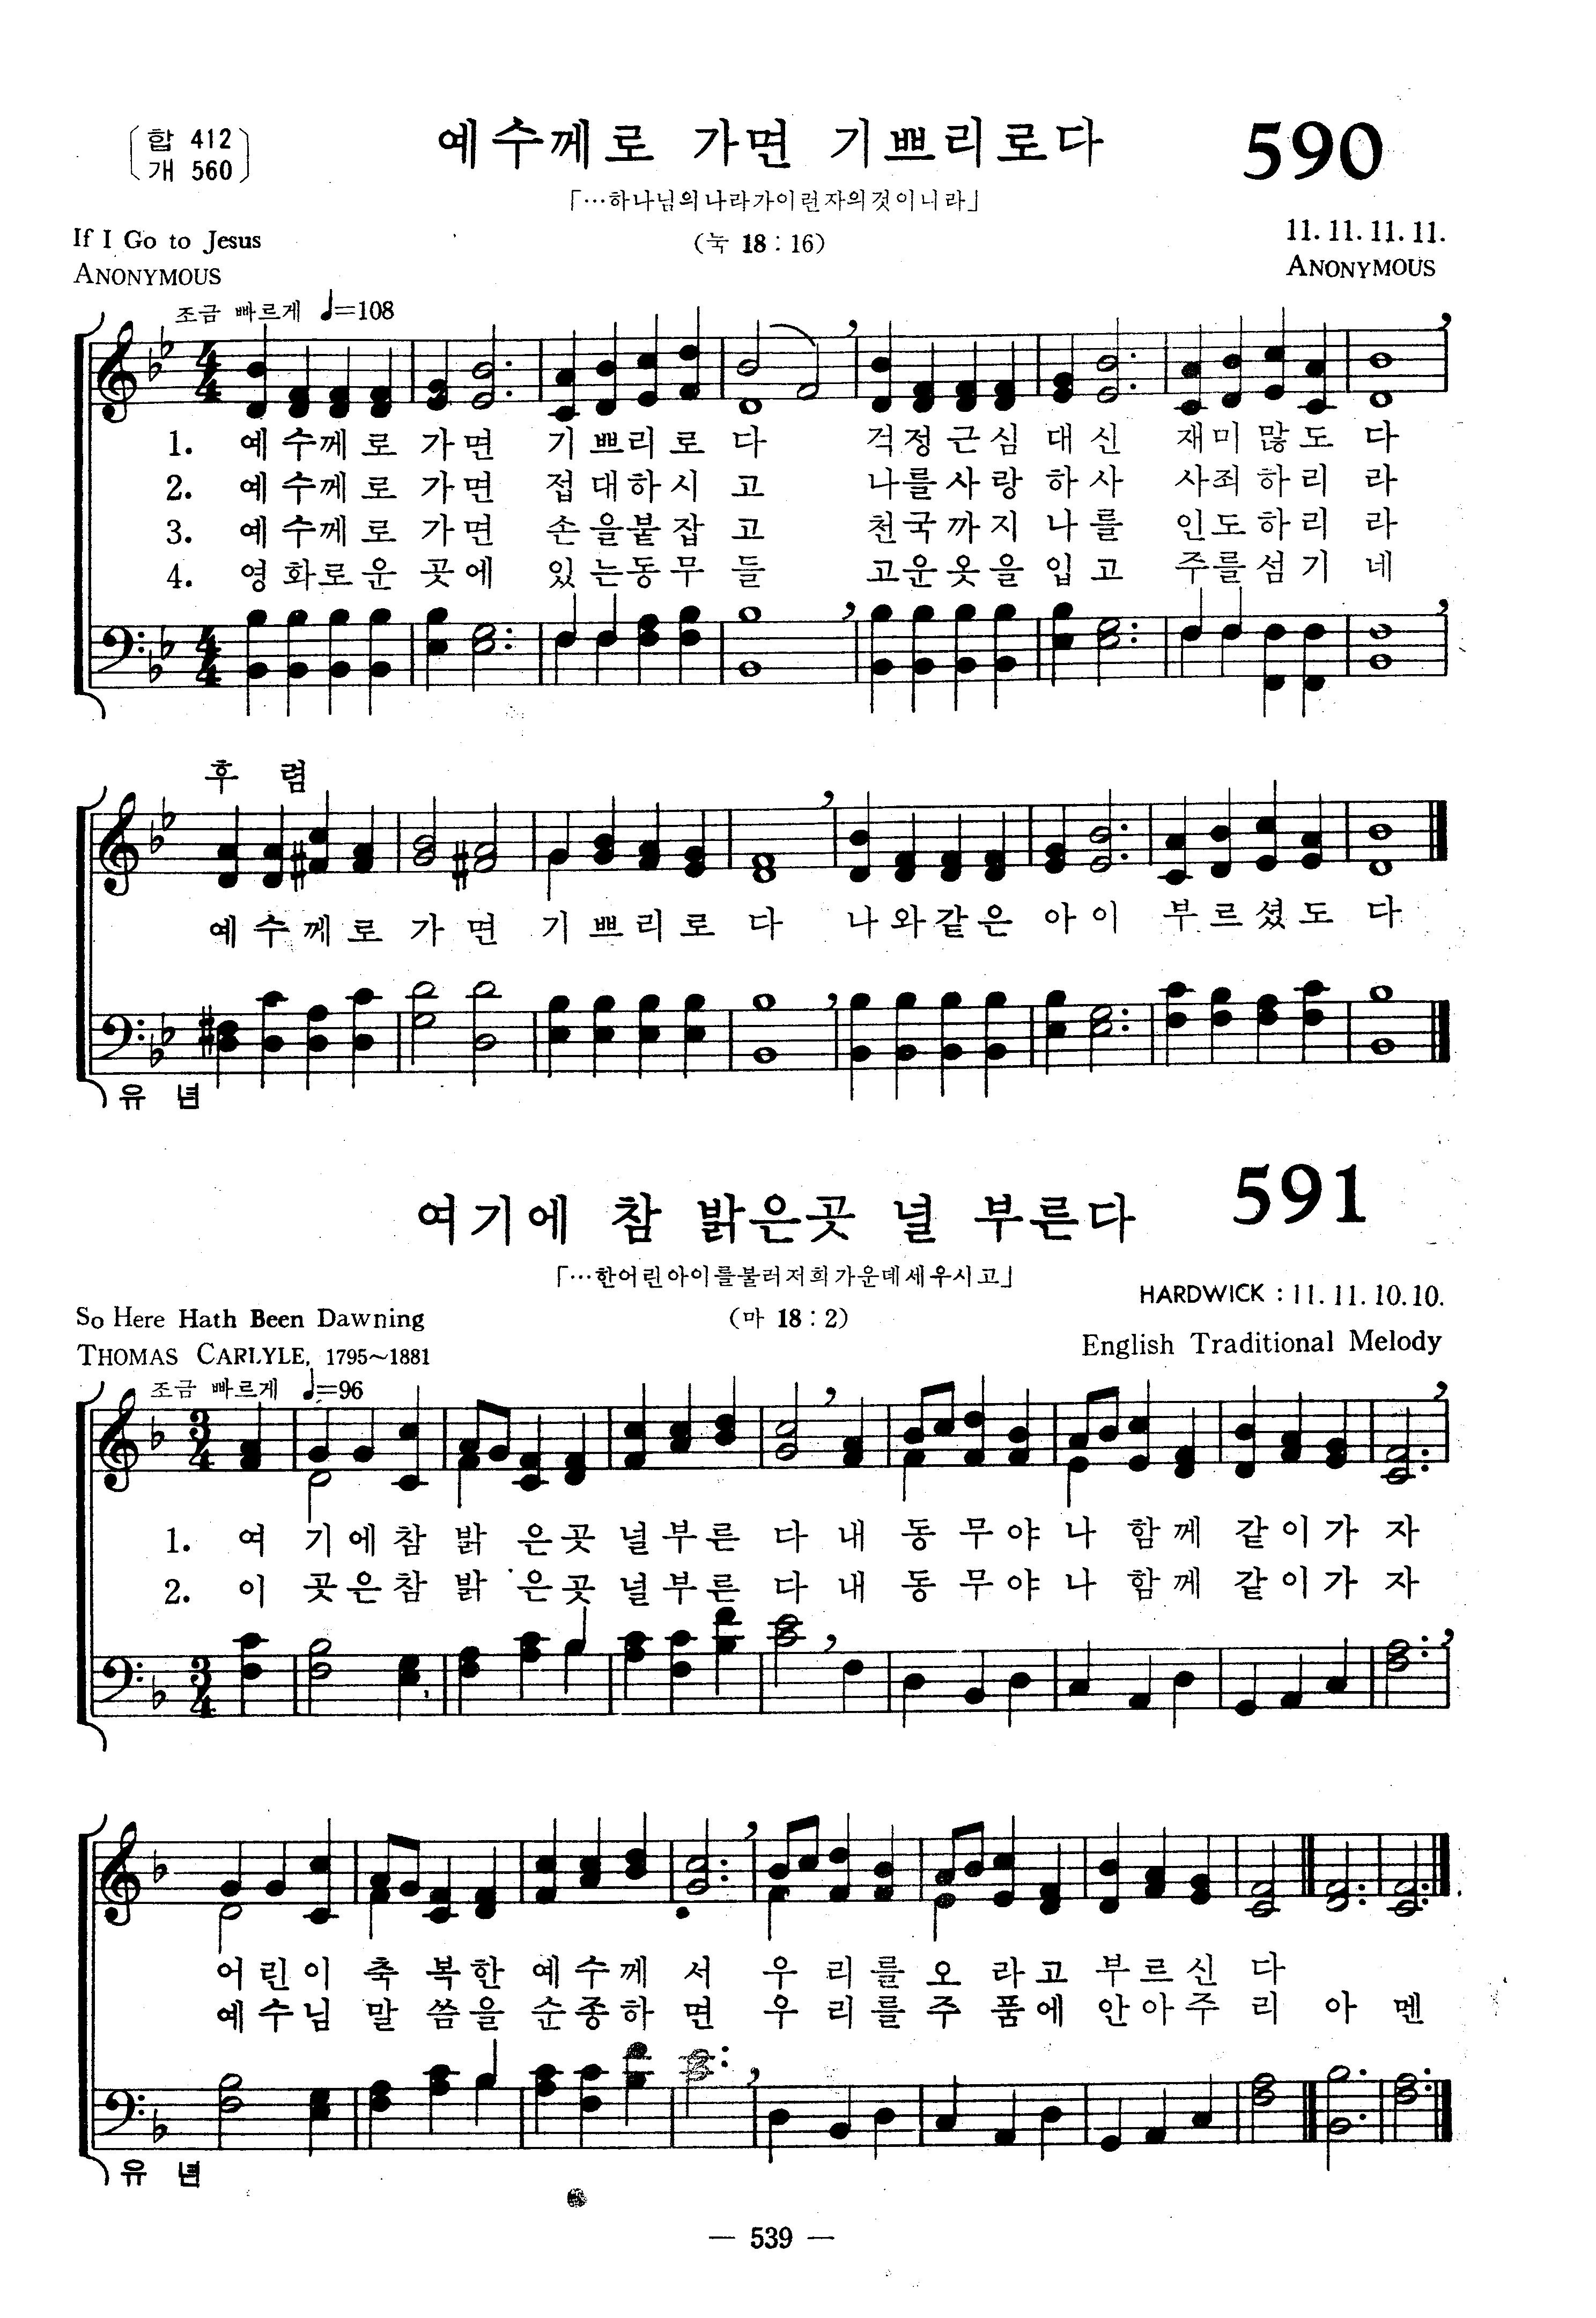 합 412
개 560
예수께로 가면 기쁘리로다
590
「…하나님의나라가이런자의것이니라」
If I Go to Jesus
(눅 18 : 16)
11. 11. 11. 11.
ANONYMOUS
ANONYMOUS
조금 빠르게 ♩=108
1. 예수께로 가면 기쁘리로다 걱정근심 대신 재미많도다
2. 예수께로 가면 접대하시고 나를사랑 하사 사죄하리라
3. 예수께로 가면 손을붙잡고 천국까지 나를 인도하리라
4. 영화로운 곳에 있는동무들 고운옷을 입고 주를섬기네
후 렴
예수께로 가면 기쁘리로다 나와같은 아이 부르셨도다
유 년
591
여기에 참 밝은곳 널 부른다
「…한어린아이를불러저희가운데세우시고」
HARDWICK : 11. 11. 10. 10.
So Here Hath Been Dawning
(마 18 : 2)
THOMAS CARLYLE, 1795~1881
English Traditional Melody
조금 빠르게 ♩=96
1. 여 기에참 밝은곳 널부른 다 내 동무야 나함께 같이가 자
2. 이 곳은참 밝은곳 널부른 다 내 동무야 나함께 같이가 자
어린이 축복한 예수께서 우리를 오라고 부르신다
예수님 말씀을 순종하면 우리를 주품에 안아주리 아멘
유 년
— 539 —